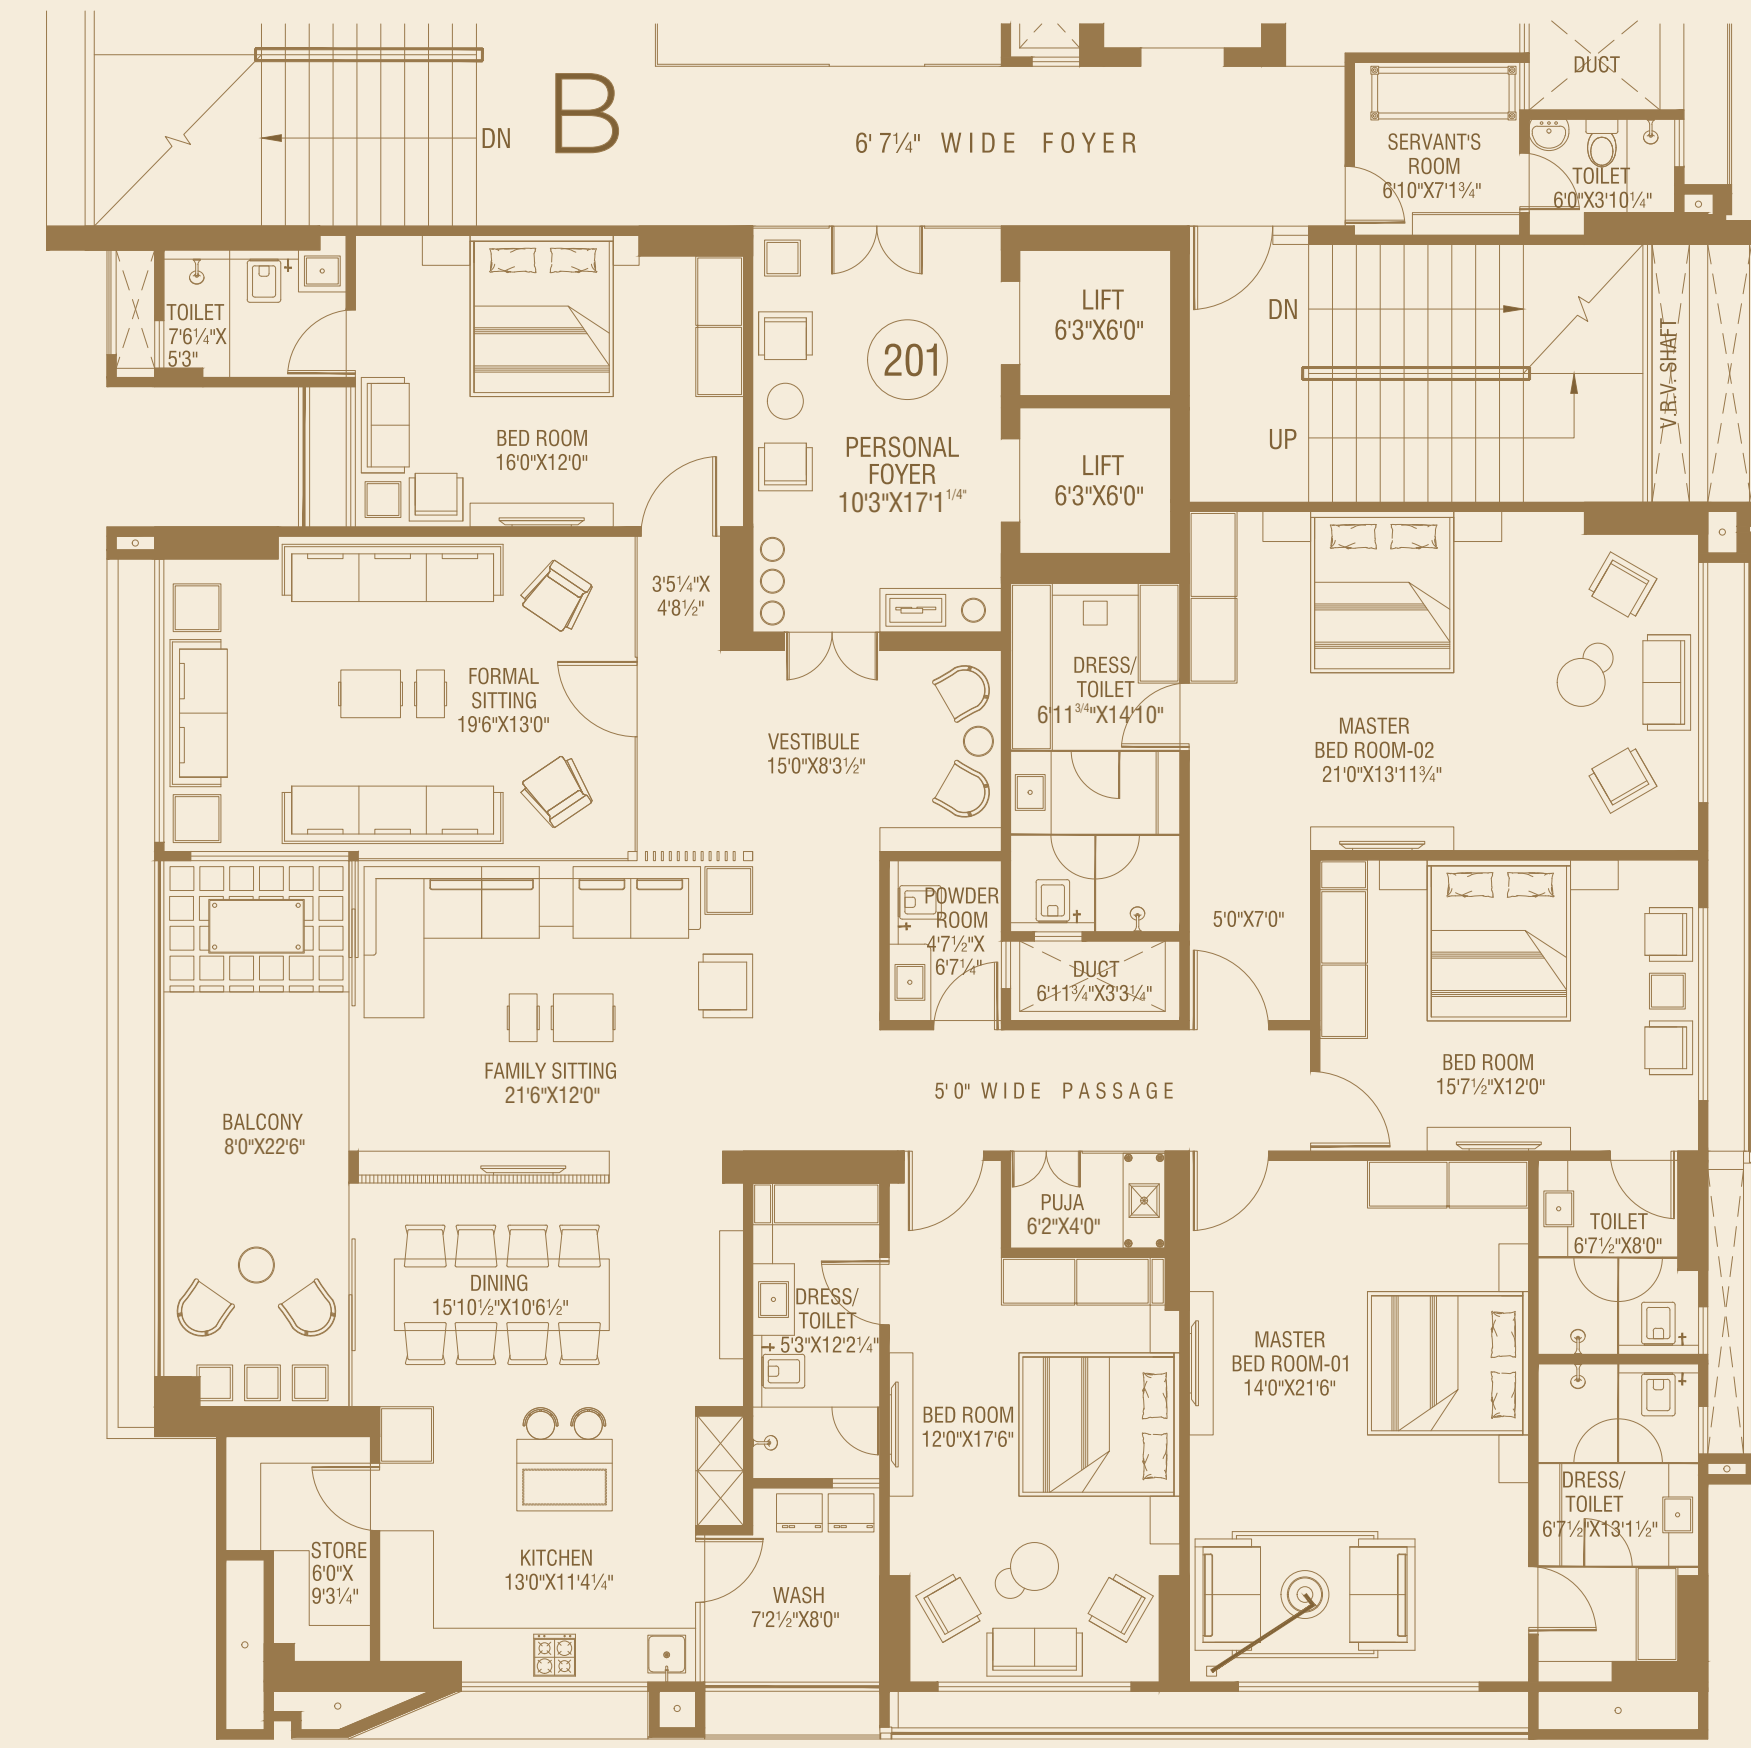 DUCT
B
DN
6' 7¼" WIDE FOYER
SERVANT'S
ROOM
6'10"X7'1¾"
TOILET
6'0"X3'10¼"
TOILET
7'6¼"X
5'3"
BED ROOM
16'0"X12'0"
201
PERSONAL
FOYER
10'3"X17'1 1/4"
LIFT
6'3"X6'0"
LIFT
6'3"X6'0"
DN
UP
V.R.V. SHAFT
3'5¼"X
4'8½"
FORMAL
SITTING
19'6"X13'0"
VESTIBULE
15'0"X8'3½"
DRESS/
TOILET
6'11 3/4"X14'10"
MASTER
BED ROOM-02
21'0"X13'11¾"
POWDER
ROOM
4'7½"X
6'7¼"
DUCT
6'11¾"X3'3¼"
5'0"X7'0"
FAMILY SITTING
21'6"X12'0"
5'0" WIDE PASSAGE
BED ROOM
15'7½"X12'0"
BALCONY
8'0"X22'6"
PUJA
6'2"X4'0"
TOILET
6'7½"X8'0"
DINING
15'10½"X10'6½"
DRESS/
TOILET
5'3"X12'2¼"
MASTER
BED ROOM-01
14'0"X21'6"
BED ROOM
12'0"X17'6"
DRESS/
TOILET
6'7½"X13'1½"
STORE
6'0"X
9'3¼"
KITCHEN
13'0"X11'4¼"
WASH
7'2½"X8'0"